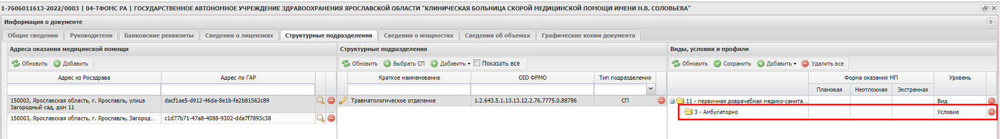 1-7606011613-2022/0003 | 04-ТФОМС РА | ГОСУДАРСТВЕННОЕ АВТОНОМНОЕ УЧРЕЖДЕНИЕ ЗДРАВООХРАНЕНИЯ ЯРОСЛАВСКОЙ ОБЛАСТИ "КЛИНИЧЕСКАЯ БОЛЬНИЦА СКОРОЙ МЕДИЦИНСКОЙ ПОМОЩИ ИМЕНИ Н.В. СОЛОВЬЕВА"
Информация о документе
Общие сведения Руководители Банковские реквизиты Сведения о лицензиях Структурные подразделения Сведения о мощностях Сведения об объемах Графические копии документа
Адреса оказания медицинской помощи
Обновить Добавить
Адрес из Росздрава Адрес по ГАР
150003, Ярославская область, г. Ярославль, улица Загородный сад, дом 11 dacf1ae5-d912-46da-8e1b-fe2b81562c89
150003, Ярославская область, г. Ярославль, Загород... c1d77b71-47a8-4088-9302-dda7f7893c38
Структурные подразделения
Обновить Выбрать СП Добавить Показать все
Краткое наименование OID ФРМО Тип подразделения
Травматологическое отделение 1.2.643.5.1.13.13.12.2.76.7775.0.88786 СП
Виды, условия и профили
Обновить Сохранить Добавить Удалить все
Форма оказания МП Уровень
Плановая Неотложная Экстренная
11 - первичная доврачебная медико-санита... Вид
3 - Амбулаторно Условие